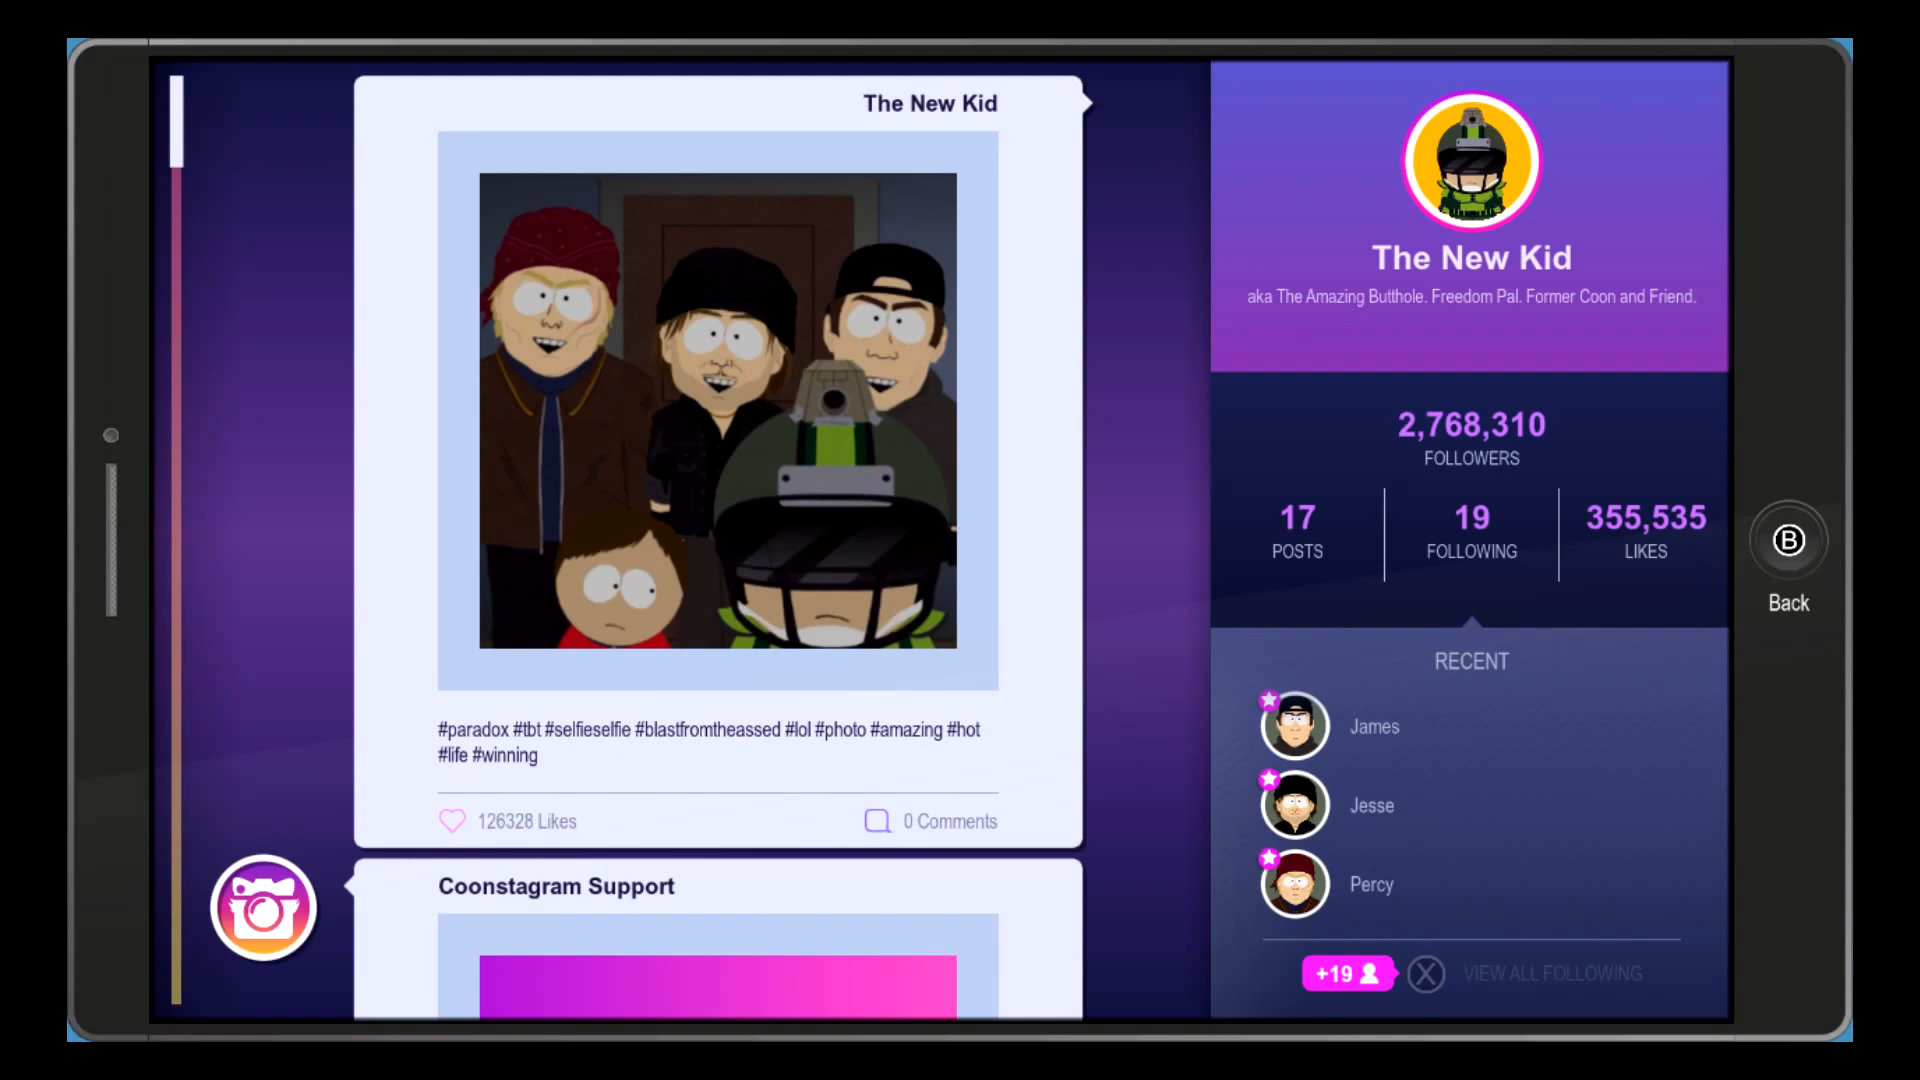 The New Kid
#paradox #tbt #selfieselfie #blastfromtheassed #lol #photo #amazing #hot
#life #winning
126328 Likes
0 Comments
Coonstagram Support
The New Kid
aka The Amazing Butthole. Freedom Pal. Former Coon and Friend.
2,768,310
FOLLOWERS
17
POSTS
19
FOLLOWING
355,535
LIKES
RECENT
James
Jesse
Percy
+19
X
VIEW ALL FOLLOWING
B
Back